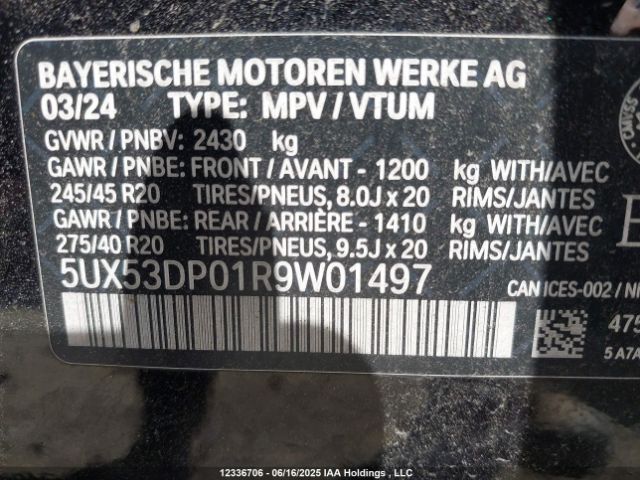 BAYERISCHE MOTOREN WERKE AG
03/24 TYPE: MPV / VTUM
GVWR / PNBV: 2430 kg
GAWR / PNBE: FRONT / AVANT - 1200 kg WITH/AVEC
245/45 R20 TIRES/PNEUS, 8.0J x 20 RIMS/JANTES
GAWR / PNBE: REAR / ARRIÈRE - 1410 kg WITH/AVEC
275/40 R20 TIRES/PNEUS, 9.5J x 20 RIMS/JANTES
5UX53DP01R9W01497
CAN ICES-002 /
12336706 - 06/16/2025 IAA Holdings , LLC